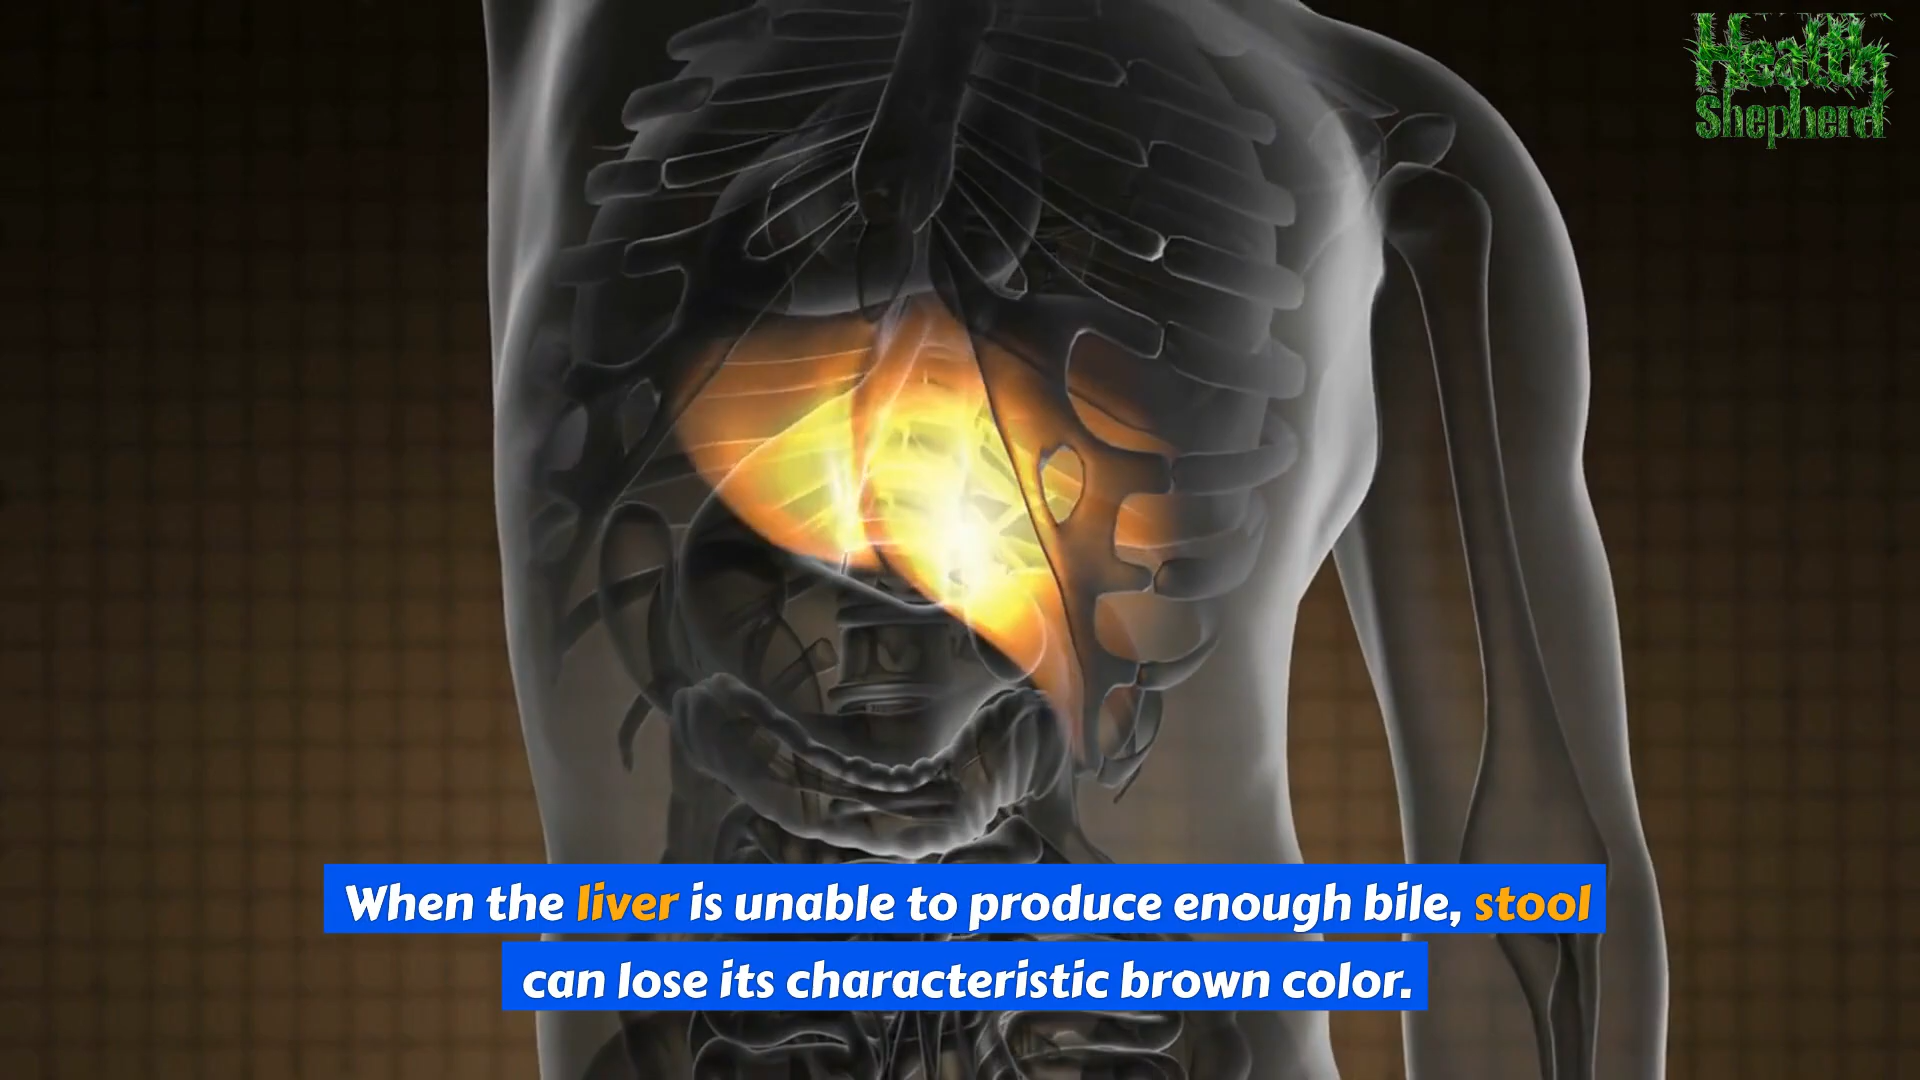 Health
Shepherd
When the liver is unable to produce enough bile, stool
can lose its characteristic brown color.